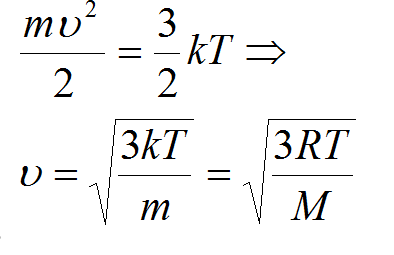 mυ²/2 = 3/2 kT ⇒
υ = √(3kT/m) = √(3RT/M)